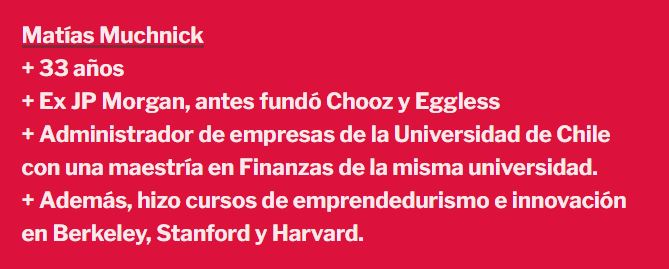 Matías Muchnick
+ 33 años
+ Ex JP Morgan, antes fundó Chooz y Eggless
+ Administrador de empresas de la Universidad de Chile
con una maestría en Finanzas de la misma universidad.
+ Además, hizo cursos de emprendedurismo e innovación
en Berkeley, Stanford y Harvard.